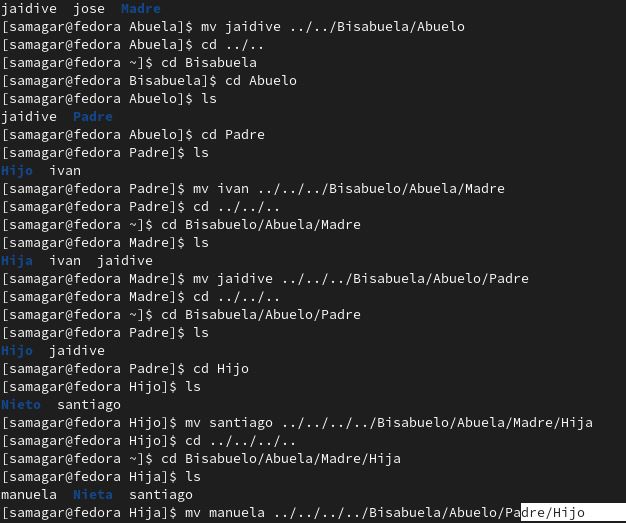 jaidive  jose  Madre
[samagar@fedora Abuela]$ mv jaidive ../../Bisabuela/Abuelo
[samagar@fedora Abuela]$ cd ../..
[samagar@fedora ~]$ cd Bisabuela
[samagar@fedora Bisabuela]$ cd Abuelo
[samagar@fedora Abuelo]$ ls
jaidive  Padre
[samagar@fedora Abuelo]$ cd Padre
[samagar@fedora Padre]$ ls
Hijo  ivan
[samagar@fedora Padre]$ mv ivan ../../../Bisabuelo/Abuela/Madre
[samagar@fedora Padre]$ cd ../../..
[samagar@fedora ~]$ cd Bisabuelo/Abuela/Madre
[samagar@fedora Madre]$ ls
Hija  ivan  jaidive
[samagar@fedora Madre]$ mv jaidive ../../../Bisabuela/Abuelo/Padre
[samagar@fedora Madre]$ cd ../../..
[samagar@fedora ~]$ cd Bisabuela/Abuelo/Padre
[samagar@fedora Padre]$ ls
Hijo  jaidive
[samagar@fedora Padre]$ cd Hijo
[samagar@fedora Hijo]$ ls
Nieto  santiago
[samagar@fedora Hijo]$ mv santiago ../../../../Bisabuelo/Abuela/Madre/Hija
[samagar@fedora Hijo]$ cd ../../../..
[samagar@fedora ~]$ cd Bisabuelo/Abuela/Madre/Hija
[samagar@fedora Hija]$ ls
manuela  Nieta  santiago
[samagar@fedora Hija]$ mv manuela ../../../../Bisabuela/Abuelo/Padre/Hijo